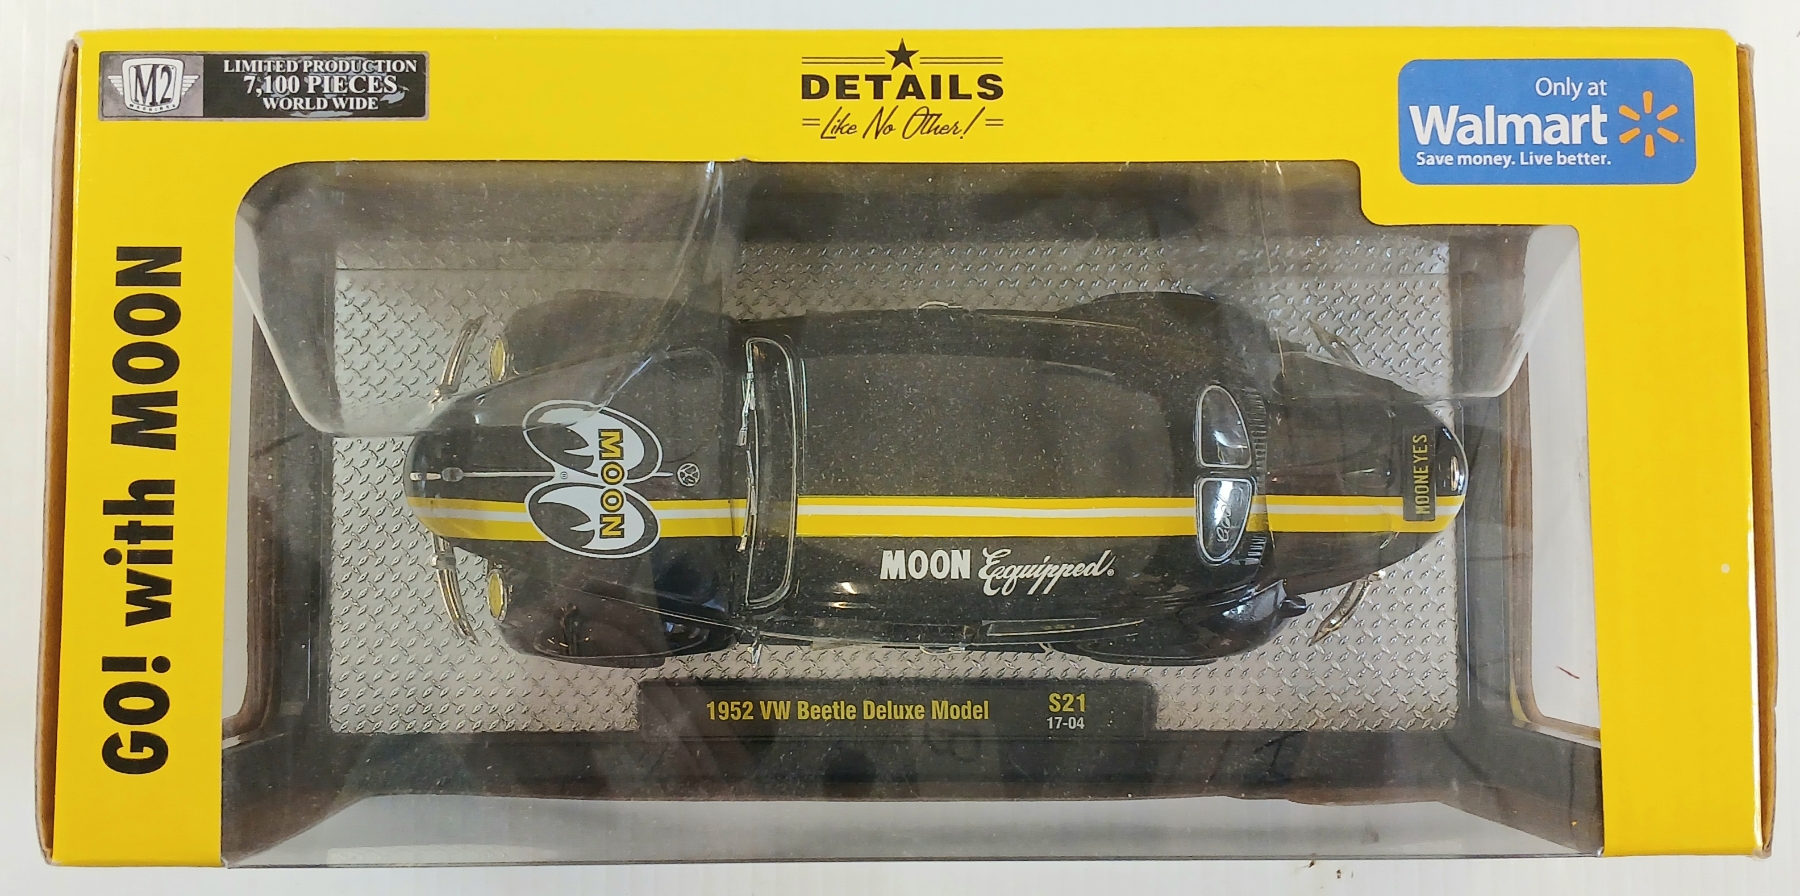 M2
LIMITED PRODUCTION
7,100 PIECES
WORLD WIDE
DETAILS
Like No Other!
Only at
Walmart
Save money. Live better.
GO! with MOON
MOON
MOON
MOON Equipped®
MOONEYES
1952 VW Beetle Deluxe Model
S21
17-04